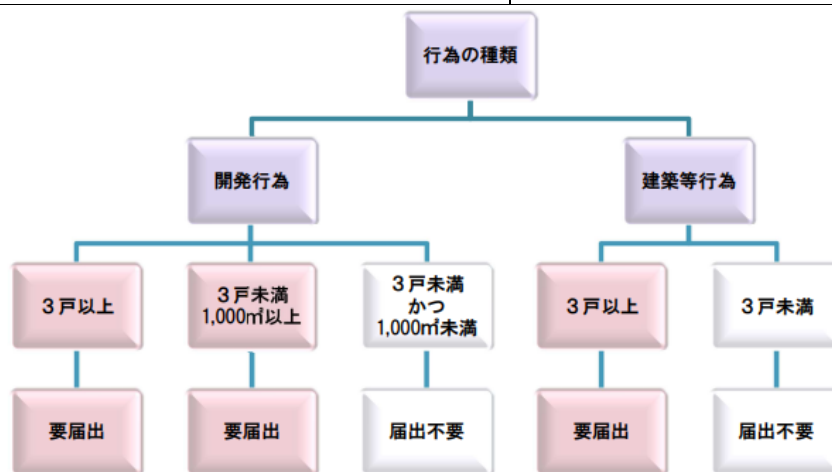 行為の種類
開発行為
建築等行為
３戸以上
３戸未満
1,000㎡以上
３戸未満
かつ
1,000㎡未満
３戸以上
３戸未満
要届出
要届出
届出不要
要届出
届出不要